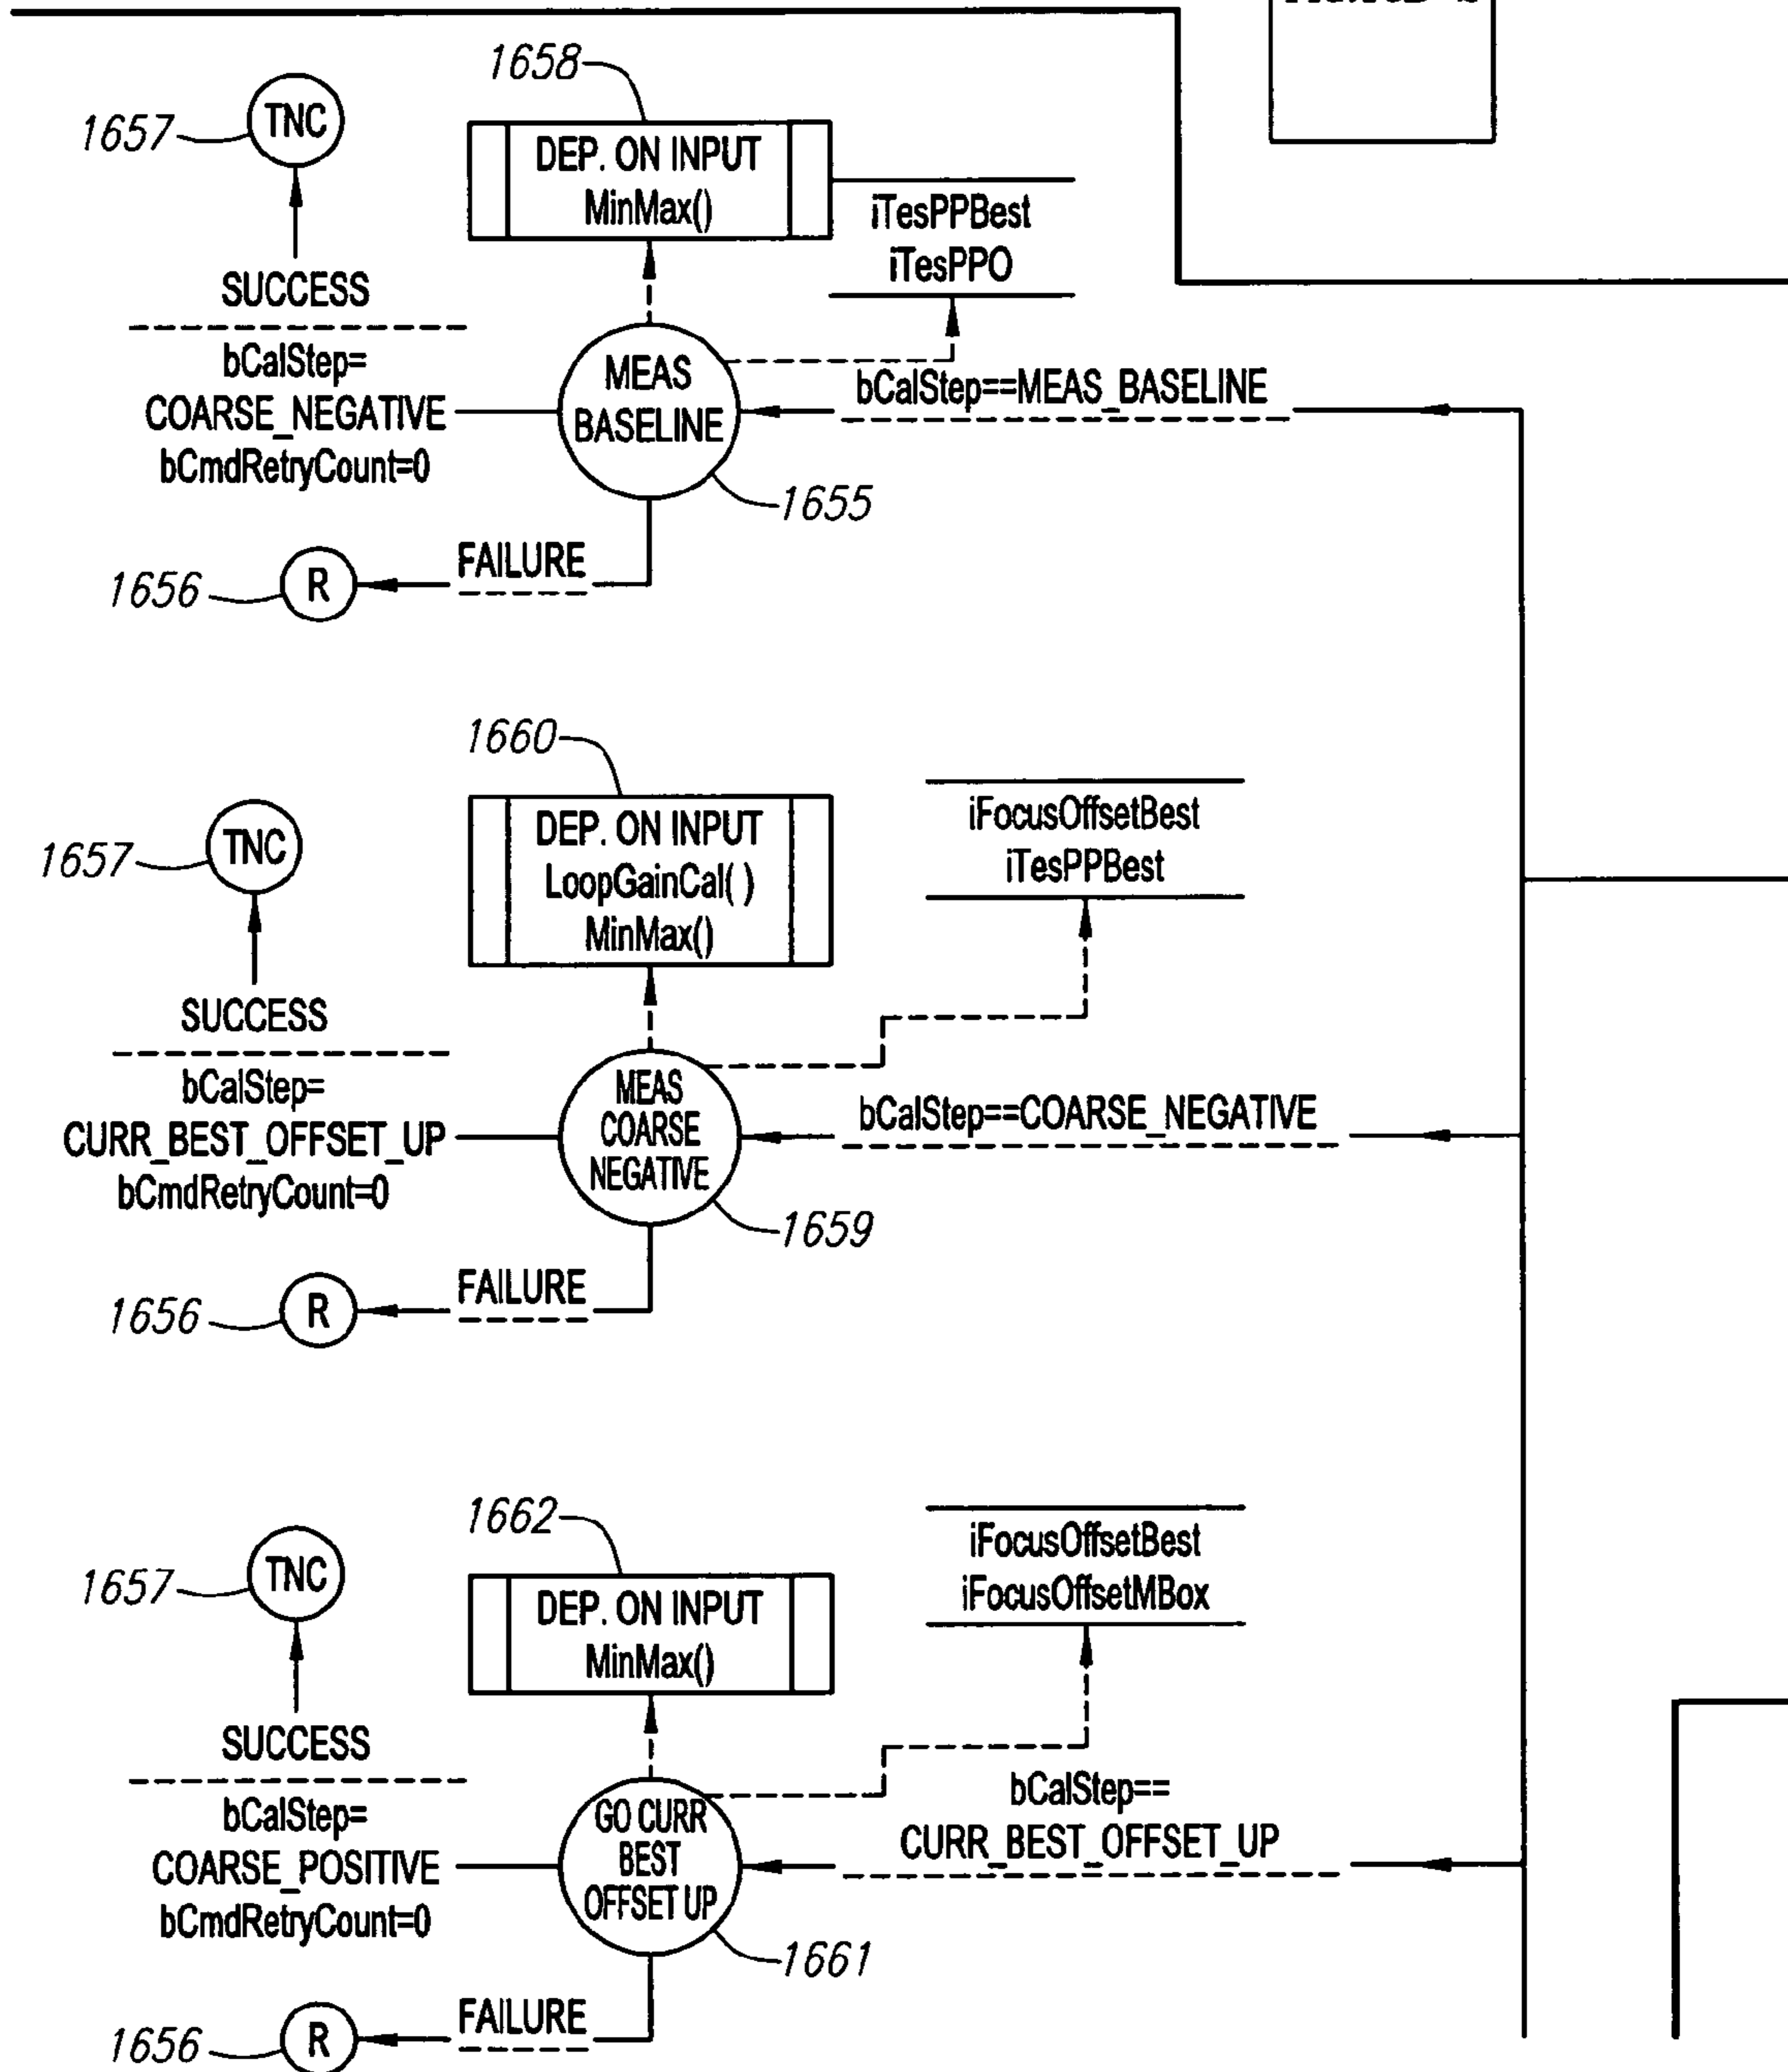 1658
1657
TNC
DEP. ON INPUT
MinMax()
iTesPPBest
iTesPPO
SUCCESS
bCalStep=
COARSE_NEGATIVE
bCmdRetryCount=0
MEAS
BASELINE
bCalStep==MEAS_BASELINE
1655
FAILURE
1656
R
1660
1657
TNC
DEP. ON INPUT
LoopGainCal( )
MinMax()
iFocusOffsetBest
iTesPPBest
SUCCESS
bCalStep=
CURR_BEST_OFFSET_UP
bCmdRetryCount=0
MEAS
COARSE
NEGATIVE
bCalStep==COARSE_NEGATIVE
1659
FAILURE
1656
R
1662
1657
TNC
DEP. ON INPUT
MinMax()
iFocusOffsetBest
iFocusOffsetMBox
SUCCESS
bCalStep=
COARSE_POSITIVE
bCmdRetryCount=0
GO CURR
BEST
OFFSET UP
bCalStep==
CURR_BEST_OFFSET_UP
1661
FAILURE
1656
R